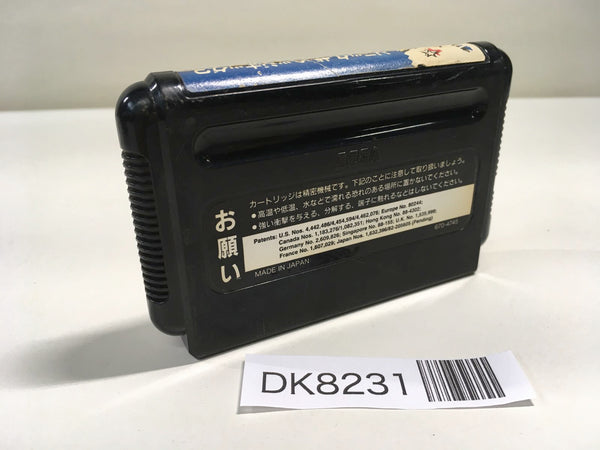 SEGA
カートリッジは精密機械です。下記のことに注意して取り扱いましょう。
●高温や低温、水などで濡れる恐れのある場所に置かないでください。
●強い衝撃を与える、分解する、端子に触れるなどはしないでください。
お願い
Patents: U.S. Nos. 4,442,486/4,454,594/4,462,076; Europe No. 80244;
Canada Nos. 1,183,276/1,082,351; Hong Kong No. 88-4302;
Germany No. 2,609,826; Singapore No. 88-155; U.K. No. 1,535,999;
France No. 1,607,029; Japan Nos. 1,632,396/82-205605 (Pending)
MADE IN JAPAN
670-4746
DK8231